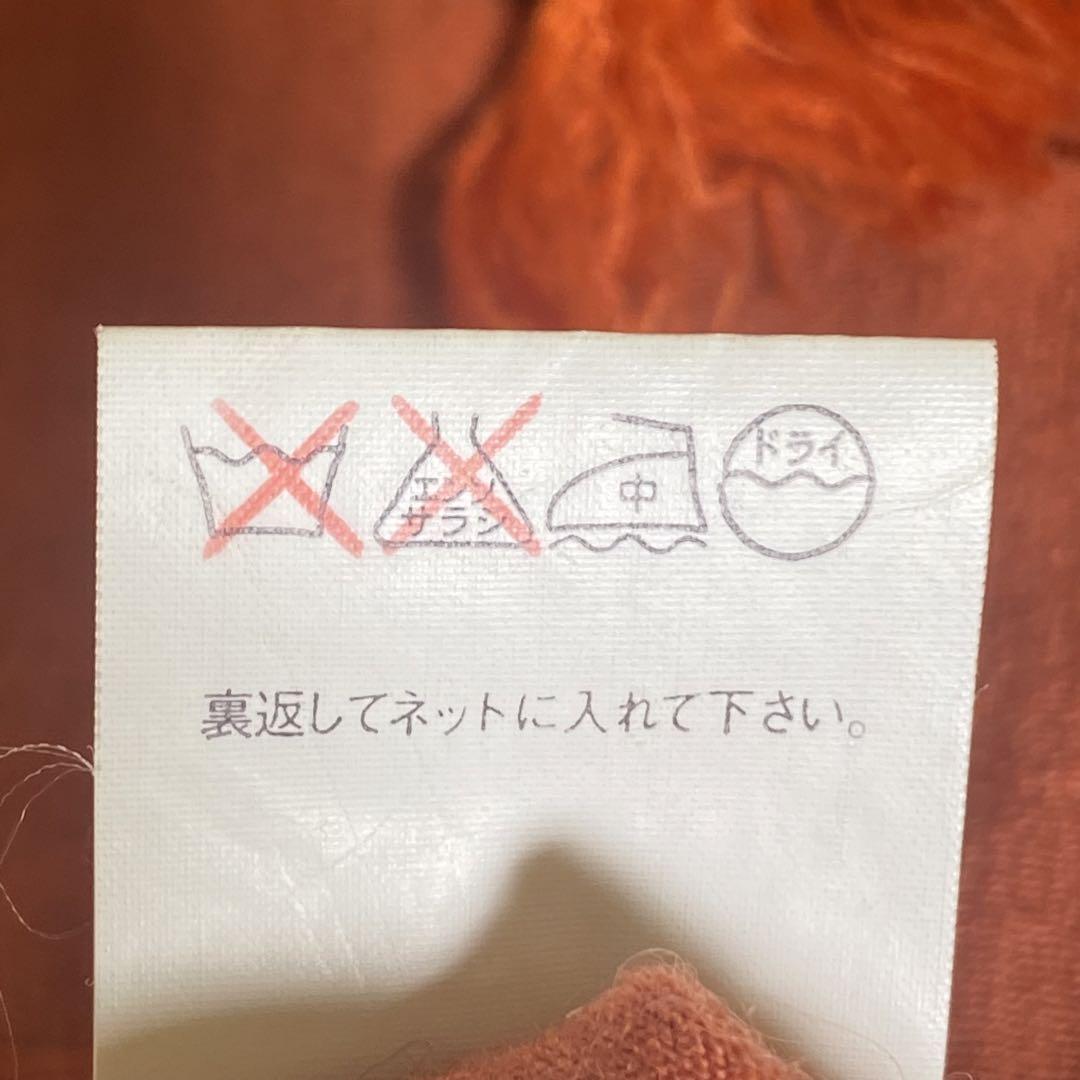 エンソ
サラシ
中
ドライ
裏返してネットに入れて下さい。